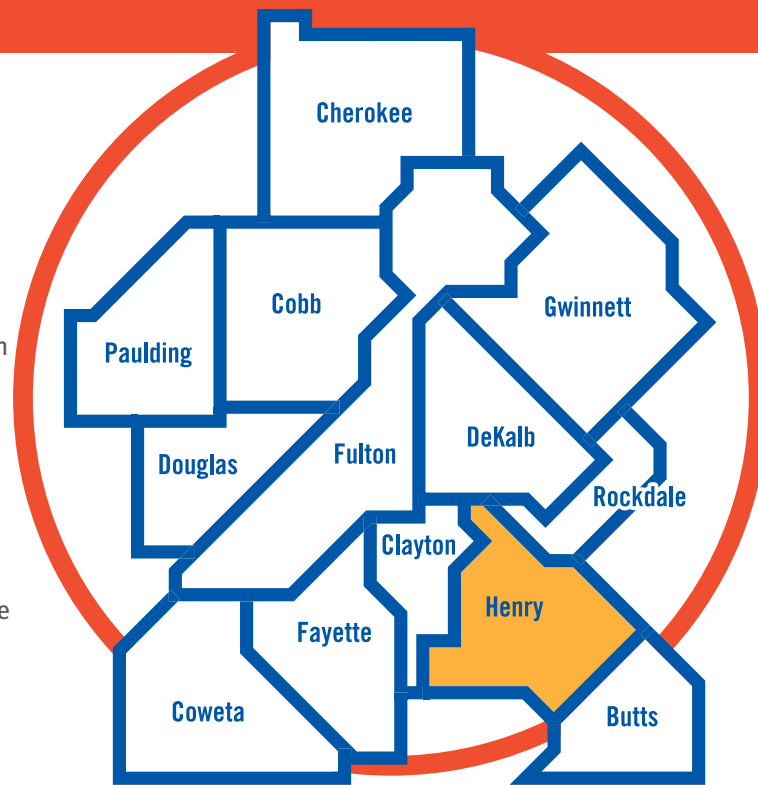 Cherokee
Cobb
Gwinnett
Paulding
DeKalb
Fulton
Douglas
Rockdale
Clayton
Henry
Fayette
Coweta
Butts